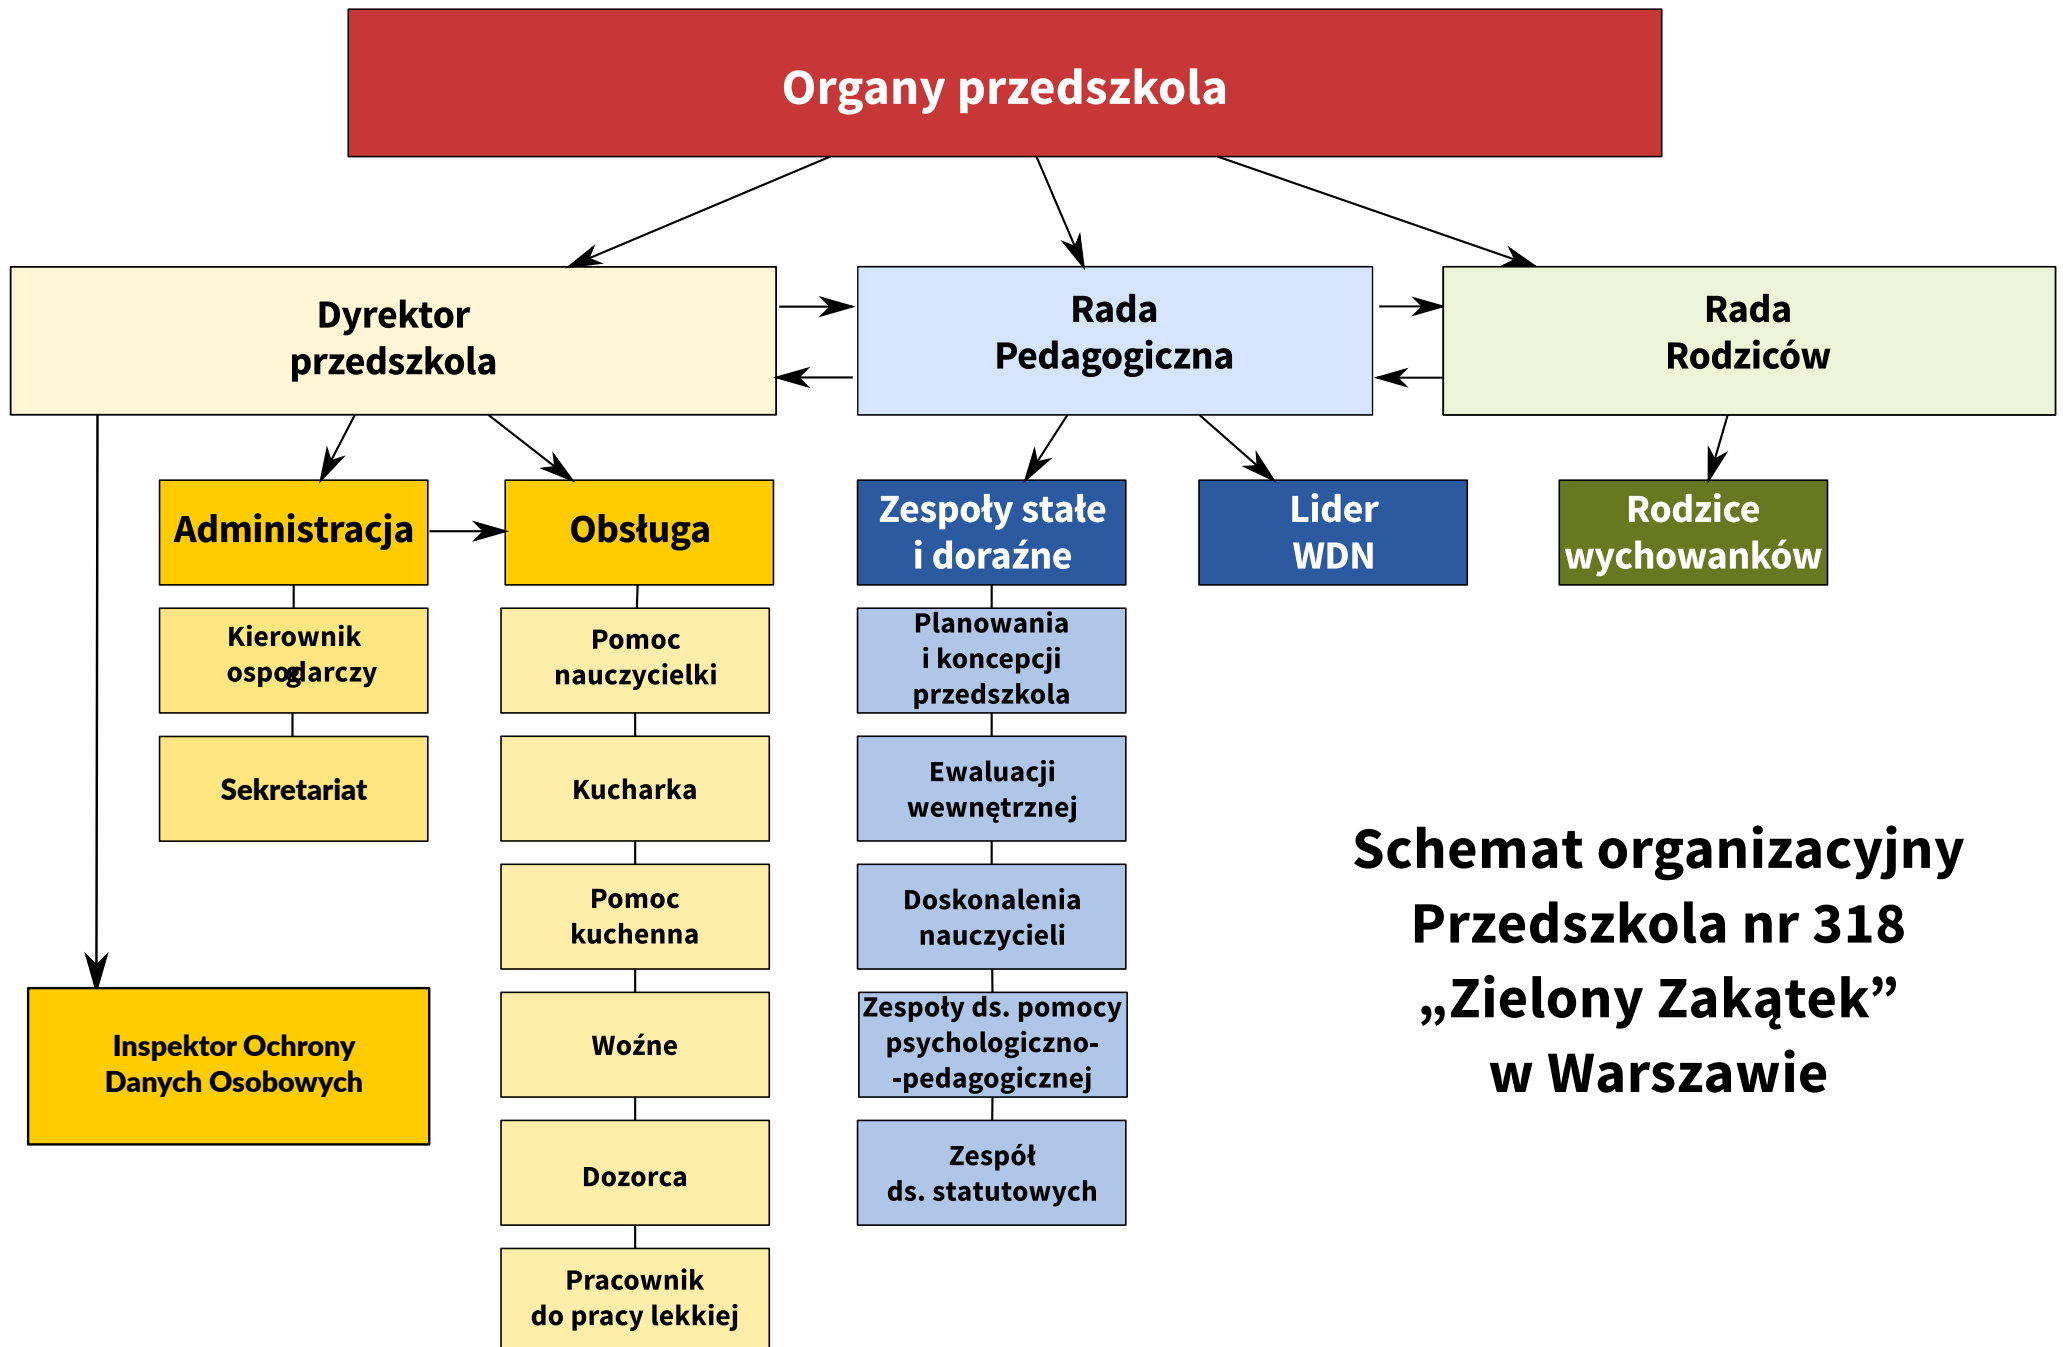 Organy przedszkola
Dyrektor
przedszkola
Rada
Pedagogiczna
Rada
Rodziców
Administracja
Obsługa
Zespoły stałe
i doraźne
Lider
WDN
Rodzice
wychowanków
Kierownik
ospogdarczy
Sekretariat
Inspektor Ochrony
Danych Osobowych
Pomoc
nauczycielki
Kucharka
Pomoc
kuchenna
Woźne
Dozorca
Pracownik
do pracy lekkiej
Planowania
i koncepcji
przedszkola
Ewaluacji
wewnętrznej
Doskonalenia
nauczycieli
Zespoły ds. pomocy
psychologiczno-
-pedagogicznej
Zespół
ds. statutowych
Schemat organizacyjny
Przedszkola nr 318
„Zielony Zakątek”
w Warszawie